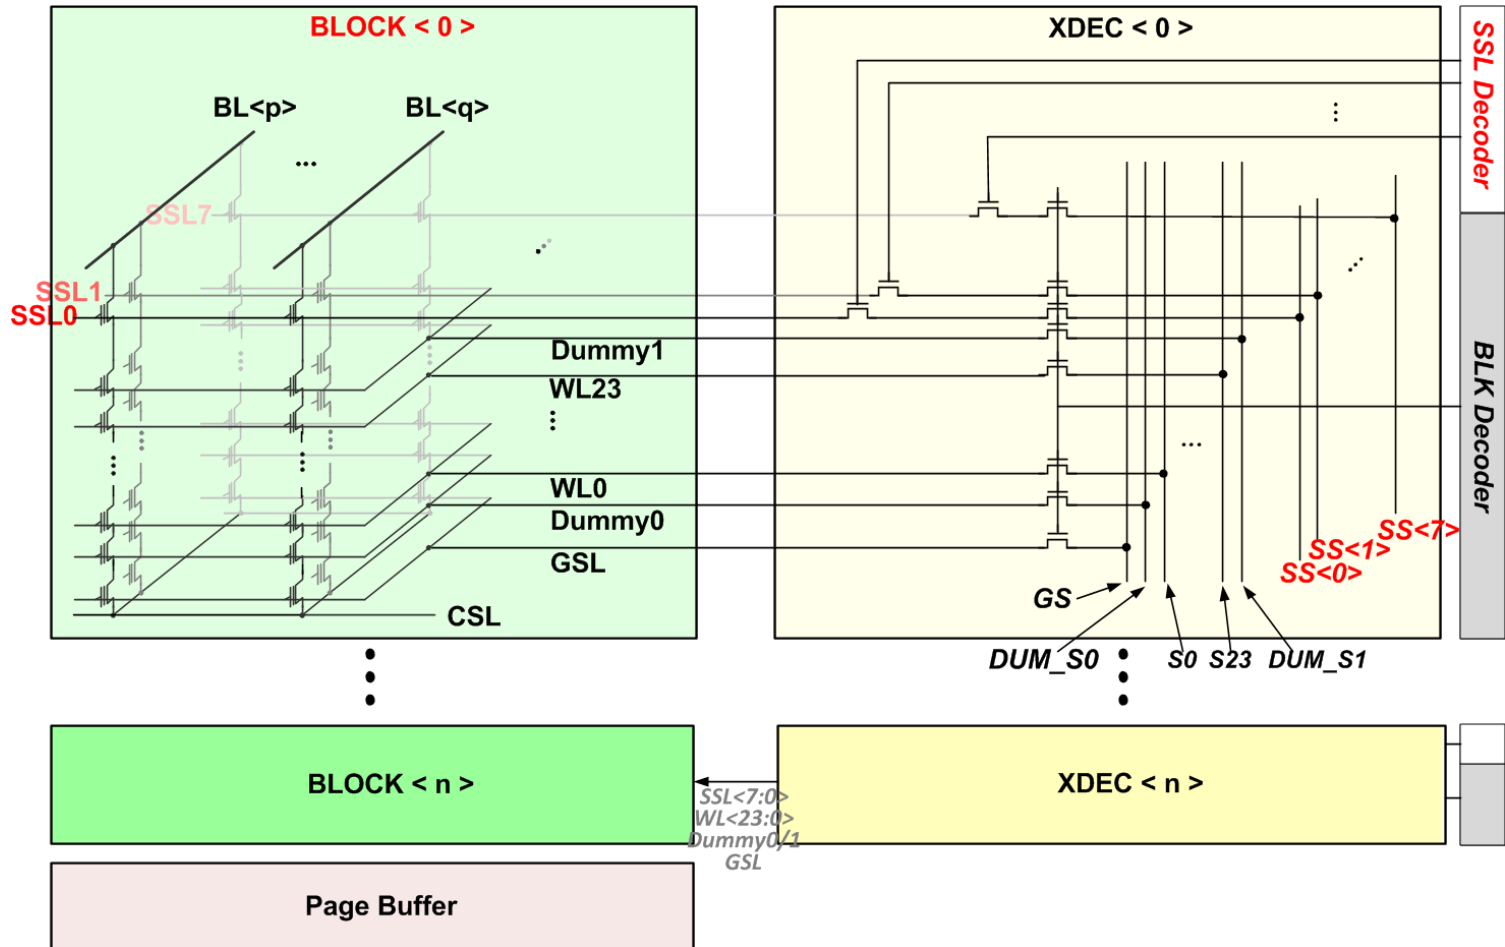 BLOCK < 0 >
XDEC < 0 >
SSL Decoder
BL<p>
BL<q>
...
SSL7
SSL1
SSL0
Dummy1
WL23
WL0
Dummy0
GSL
CSL
BLK Decoder
...
SS<7>
SS<1>
SS<0>
GS
DUM_S0
S0
S23
DUM_S1
BLOCK < n >
XDEC < n >
SSL<7:0>
WL<23:0>
Dummy0/1
GSL
Page Buffer